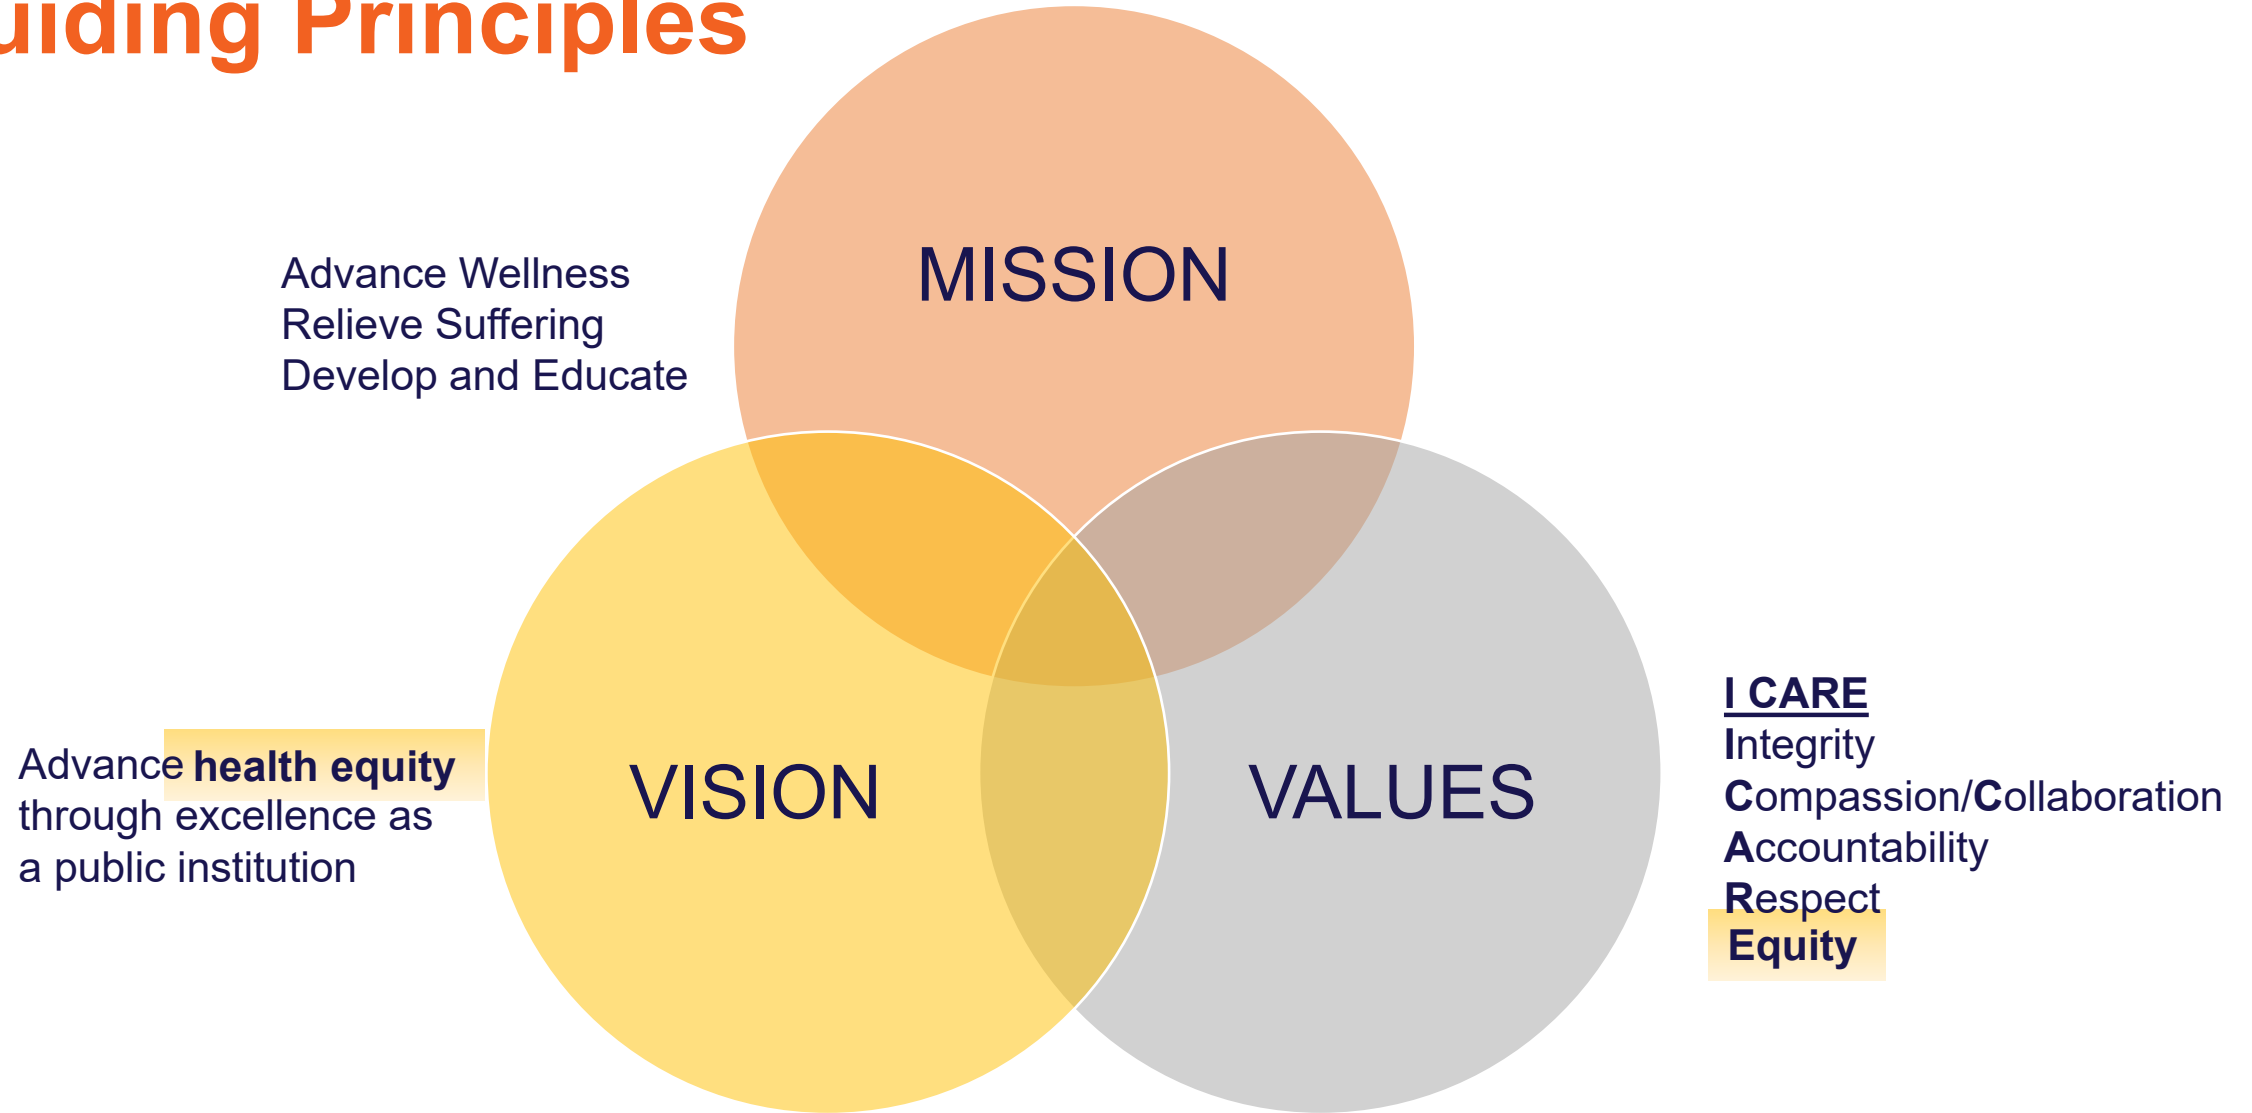 uiding Principles
MISSION
Advance Wellness
Relieve Suffering
Develop and Educate
VISION
Advance health equity
through excellence as
a public institution
VALUES
I CARE
Integrity
Compassion/Collaboration
Accountability
Respect
Equity